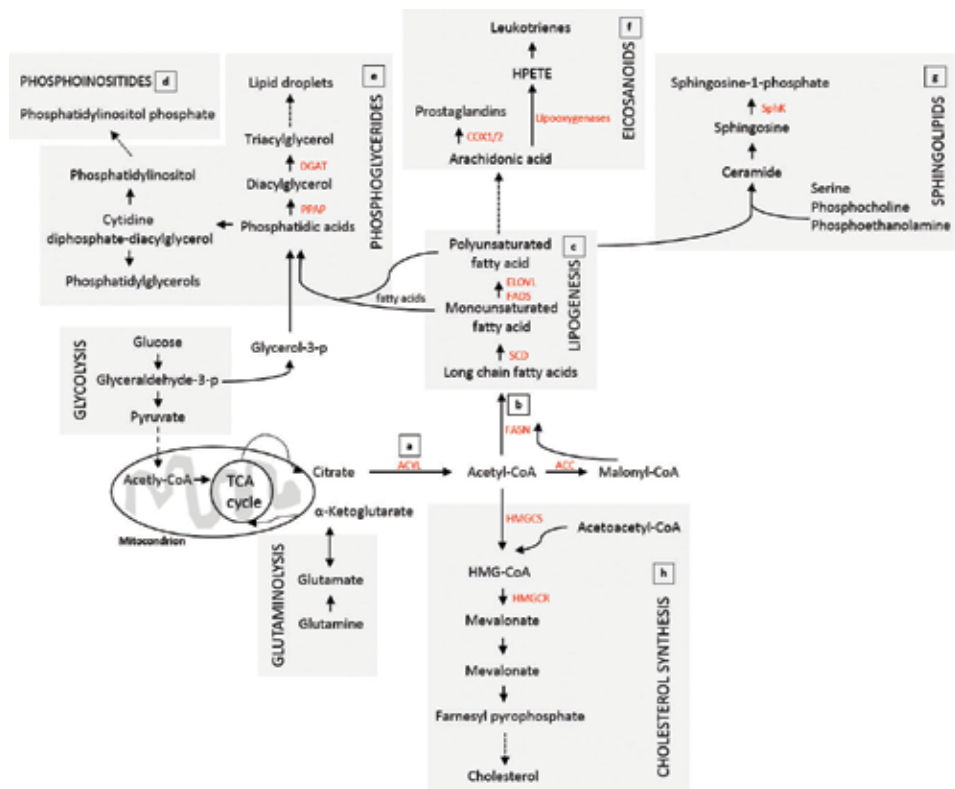 Leukotrienes
f
HPETE
EICOSANOIDS
Prostaglandins
Lipooxygenases
COX1/2
Arachidonic acid
PHOSPHOINOSITIDES
d
Phosphatidylinositol phosphate
Phosphatidylinositol
Cytidine
diphosphate-diacylglycerol
Phosphatidylglycerols
e
Lipid droplets
Triacylglycerol
DGAT
Diacylglycerol
PPAP
Phosphatidic acids
PHOSPHOGLYCERIDES
Sphingosine-1-phosphate
g
SphK
Sphingosine
Ceramide
Serine
Phosphocholine
Phosphoethanolamine
SPHINGOLIPIDS
Polyunsaturated
fatty acid
c
ELOVL
FADS
fatty acids
Monounsaturated
fatty acid
SCD
Long chain fatty acids
LIPOGENESIS
GLYCOLYSIS
Glucose
Glyceraldehyde-3-p
Pyruvate
Glycerol-3-p
b
FASN
a
Acetly-CoA
TCA
cycle
Mitocondrion
Citrate
ACYL
Acetyl-CoA
ACC
Malonyl-CoA
α-Ketoglutarate
GLUTAMINOLYSIS
Glutamate
Glutamine
HMGCS
Acetoacetyl-CoA
HMG-CoA
h
HMGCR
Mevalonate
Mevalonate
Farnesyl pyrophosphate
Cholesterol
CHOLESTEROL SYNTHESIS